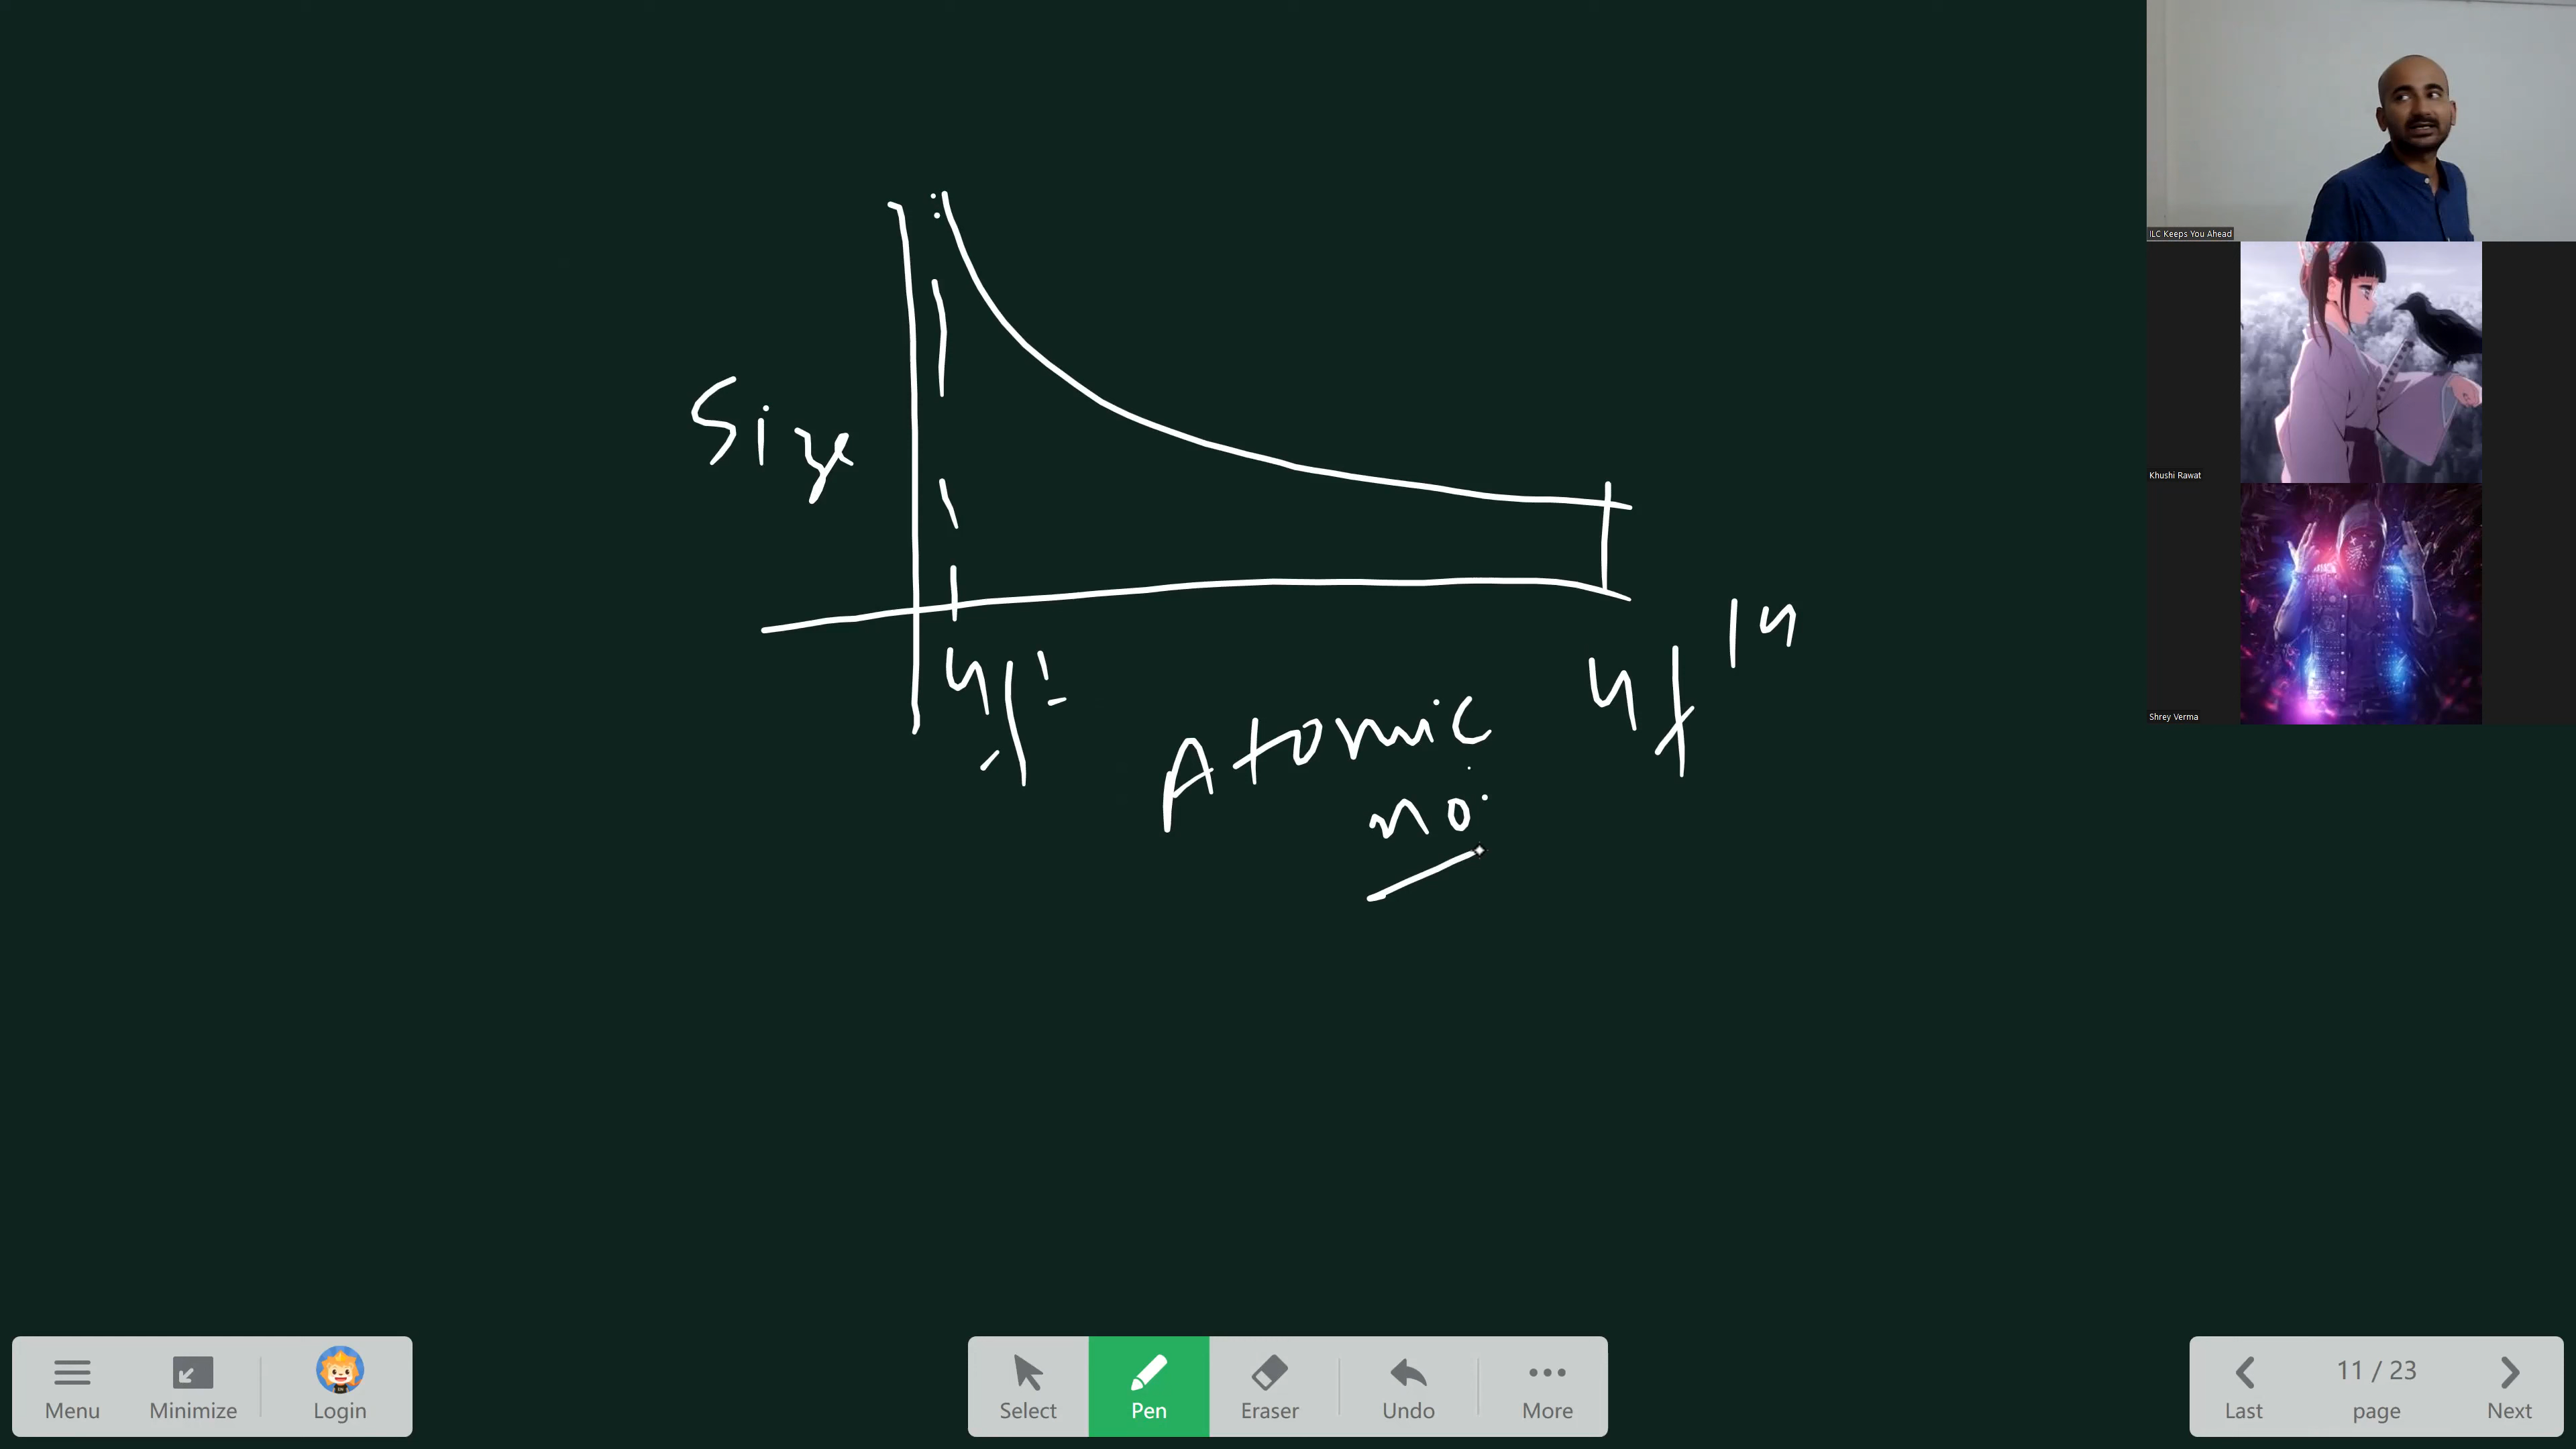 ILC Keeps You Ahead
Size
Khushi Rawat
4f¹
4f¹⁴
Atomic
no.
Shrey Verma
Menu
Minimize
Login
Select
Pen
Eraser
Undo
More
Last
11 / 23
page
Next